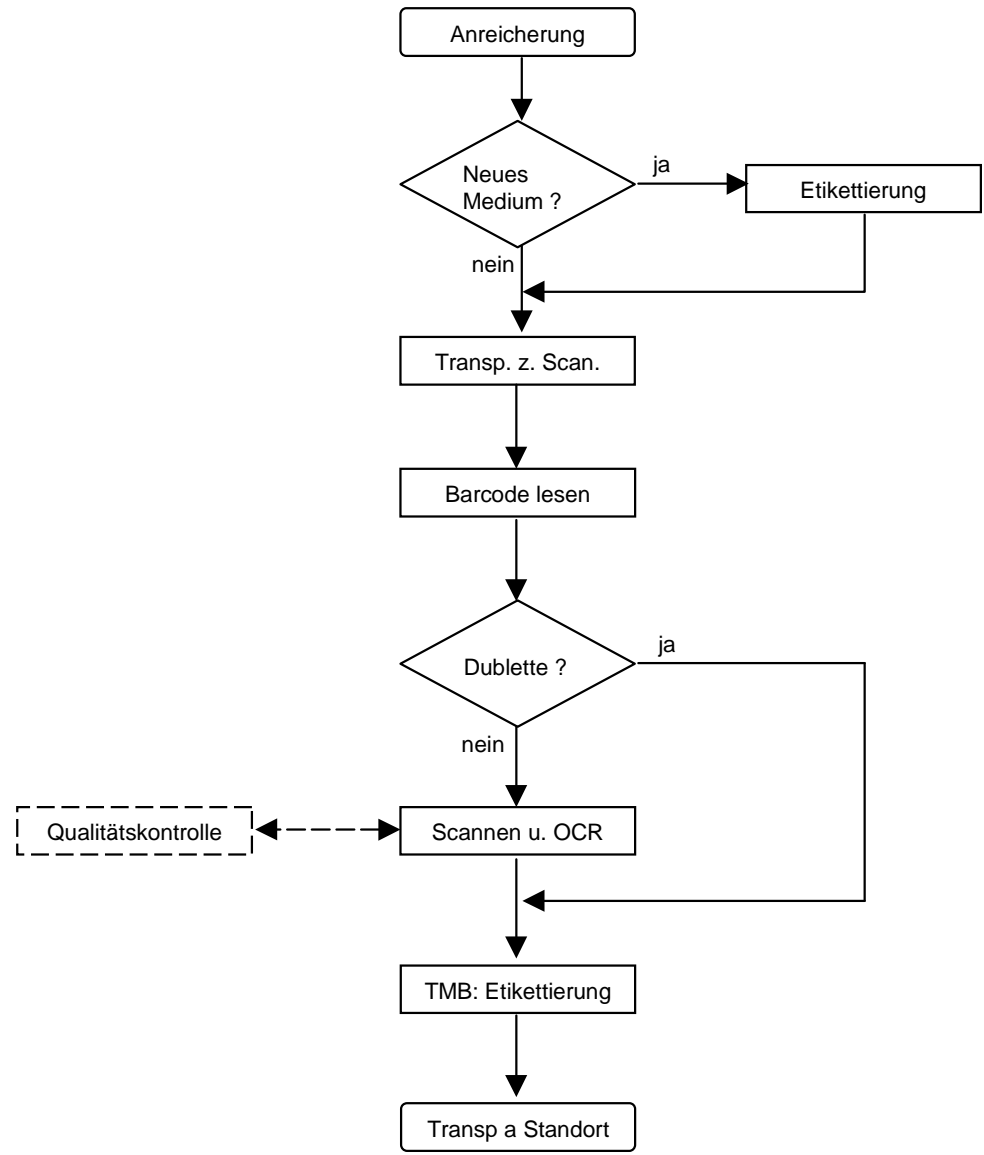 Anreicherung
Neues
Medium ?
ja
Etikettierung
nein
Transp. z. Scan.
Barcode lesen
Dublette ?
ja
nein
Qualitätskontrolle
Scannen u. OCR
TMB: Etikettierung
Transp a Standort